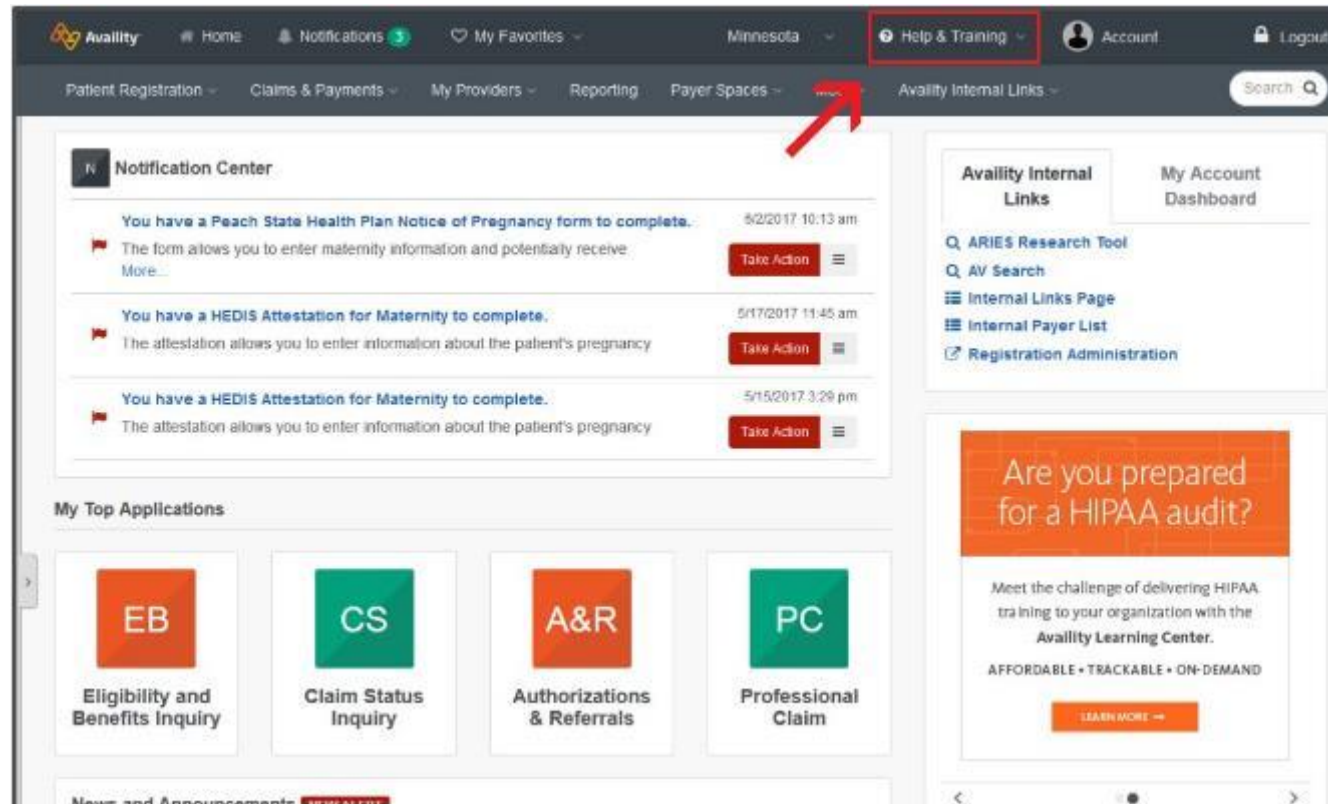 Availity Home Notifications 3 My Favorites Minnesota Help & Training Account Logout
Patient Registration Claims & Payments My Providers Reporting Payer Spaces Availity Internal Links Search
N Notification Center
You have a Peach State Health Plan Notice of Pregnancy form to complete. 6/2/2017 10:13 am
The form allows you to enter maternity information and potentially receive
More...
Take Action
You have a HEDIS Attestation for Maternity to complete. 5/17/2017 11:45 am
The attestation allows you to enter information about the patient's pregnancy
Take Action
You have a HEDIS Attestation for Maternity to complete. 5/15/2017 3:29 pm
The attestation allows you to enter information about the patient's pregnancy
Take Action
My Top Applications
EB
Eligibility and
Benefits Inquiry
CS
Claim Status
Inquiry
A&R
Authorizations
& Referrals
PC
Professional
Claim
News and Announcements NEW ALERT
Availity Internal
Links
My Account
Dashboard
ARIES Research Tool
AV Search
Internal Links Page
Internal Payer List
Registration Administration
Are you prepared
for a HIPAA audit?
Meet the challenge of delivering HIPAA
training to your organization with the
Availity Learning Center.
AFFORDABLE • TRACKABLE • ON-DEMAND
LEARN MORE →